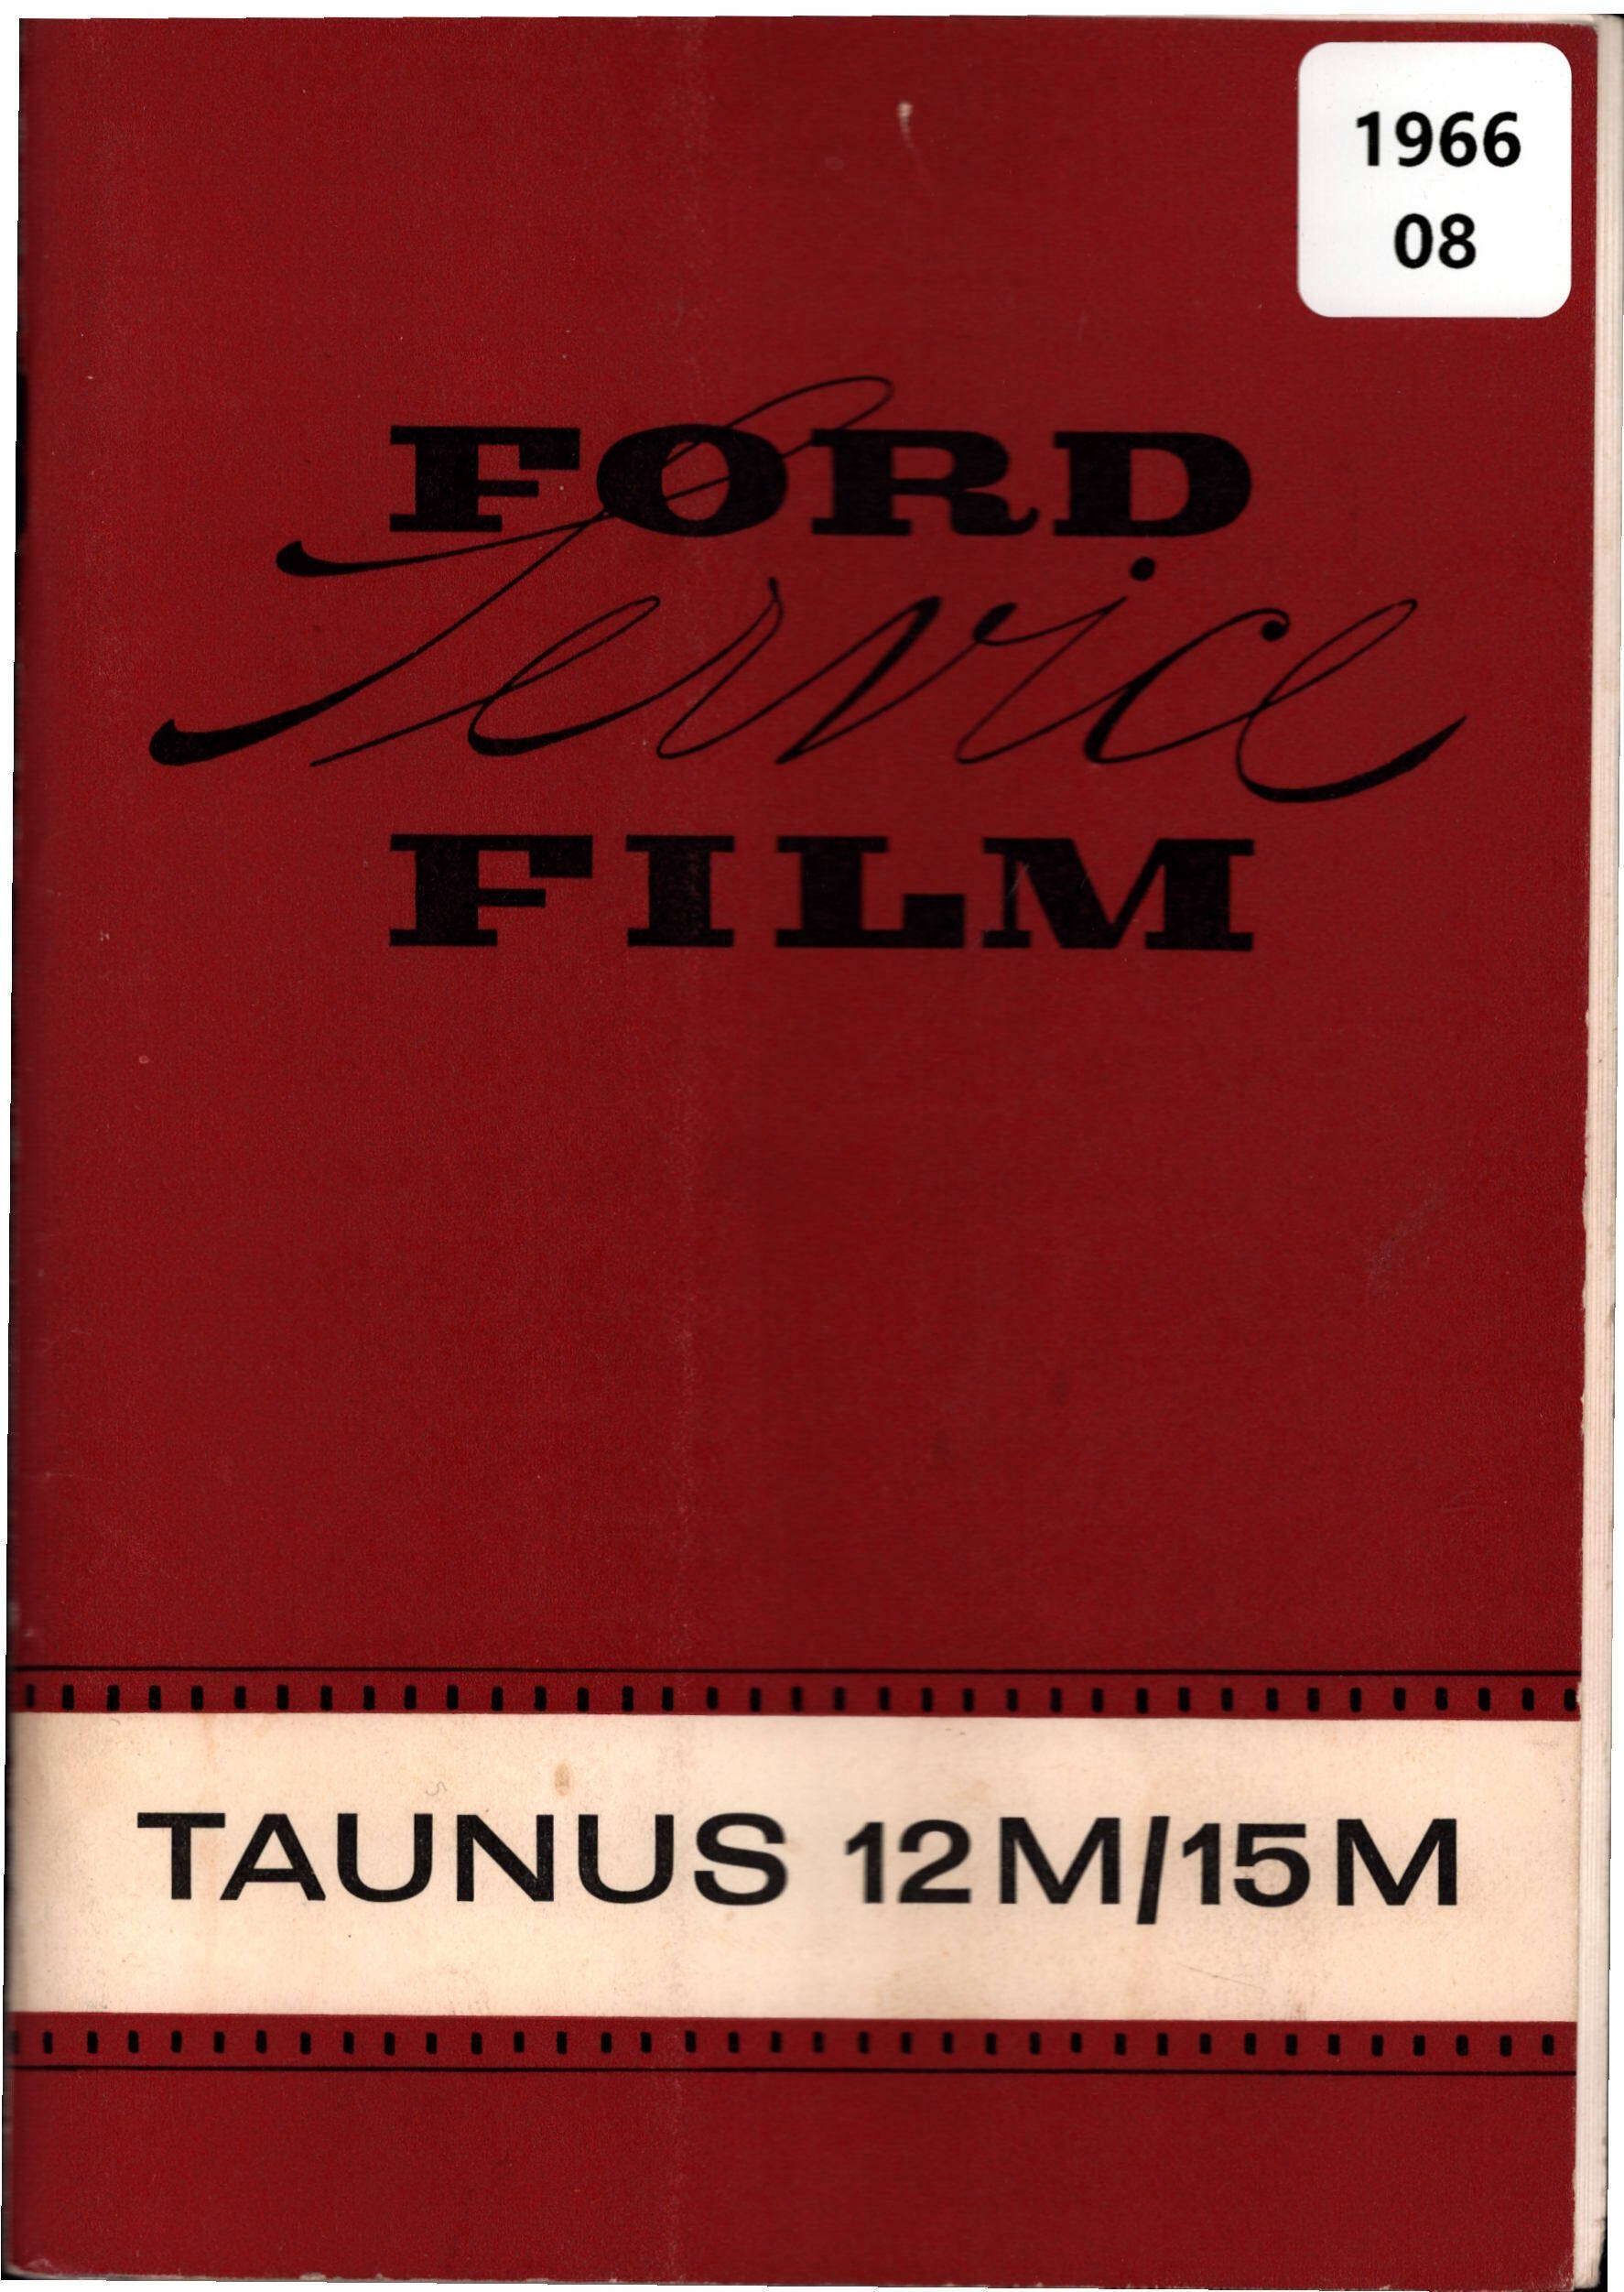 1966
08
FORD
Service
FILM
TAUNUS 12M/15M